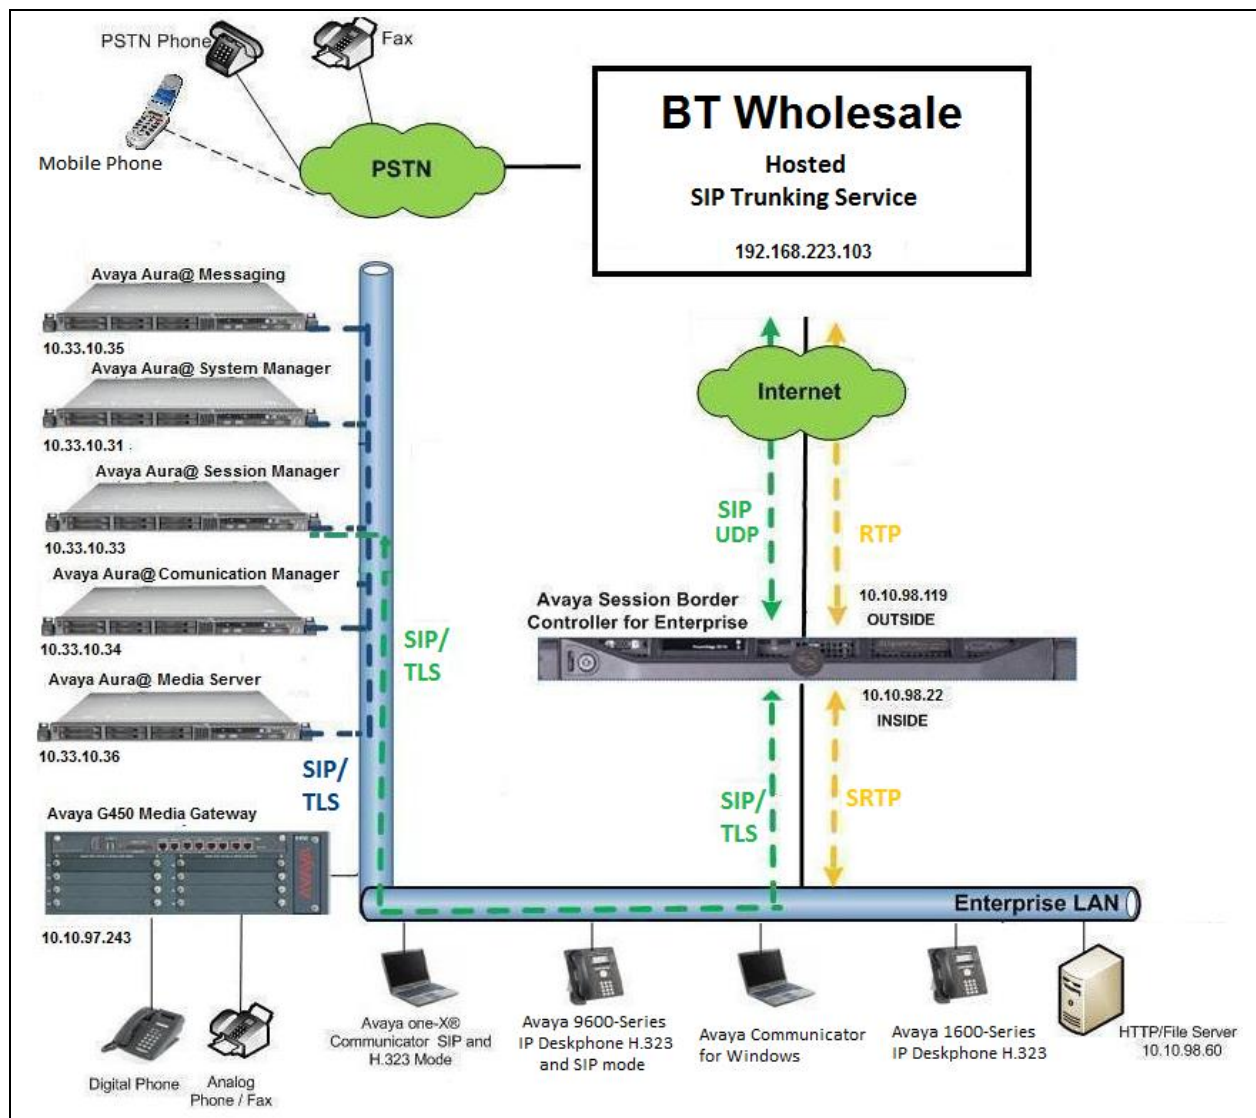 PSTN Phone
Fax
Mobile Phone
PSTN
BT Wholesale
Hosted
SIP Trunking Service
192.168.223.103
Avaya Aura@ Messaging
10.33.10.35
Avaya Aura@ System Manager
10.33.10.31
Avaya Aura@ Session Manager
10.33.10.33
Avaya Aura@ Comunication Manager
10.33.10.34
Avaya Aura@ Media Server
10.33.10.36
SIP/
TLS
SIP/
TLS
Internet
SIP
UDP
RTP
10.10.98.119
OUTSIDE
Avaya Session Border
Controller for Enterprise
10.10.98.22
INSIDE
SIP/
TLS
SRTP
Avaya G450 Media Gateway
AVAYA
10.10.97.243
Enterprise LAN
Digital Phone
Analog
Phone / Fax
Avaya one-X®
Communicator SIP and
H.323 Mode
Avaya 9600-Series
IP Deskphone H.323
and SIP mode
Avaya Communicator
for Windows
Avaya 1600-Series
IP Deskphone H.323
HTTP/File Server
10.10.98.60